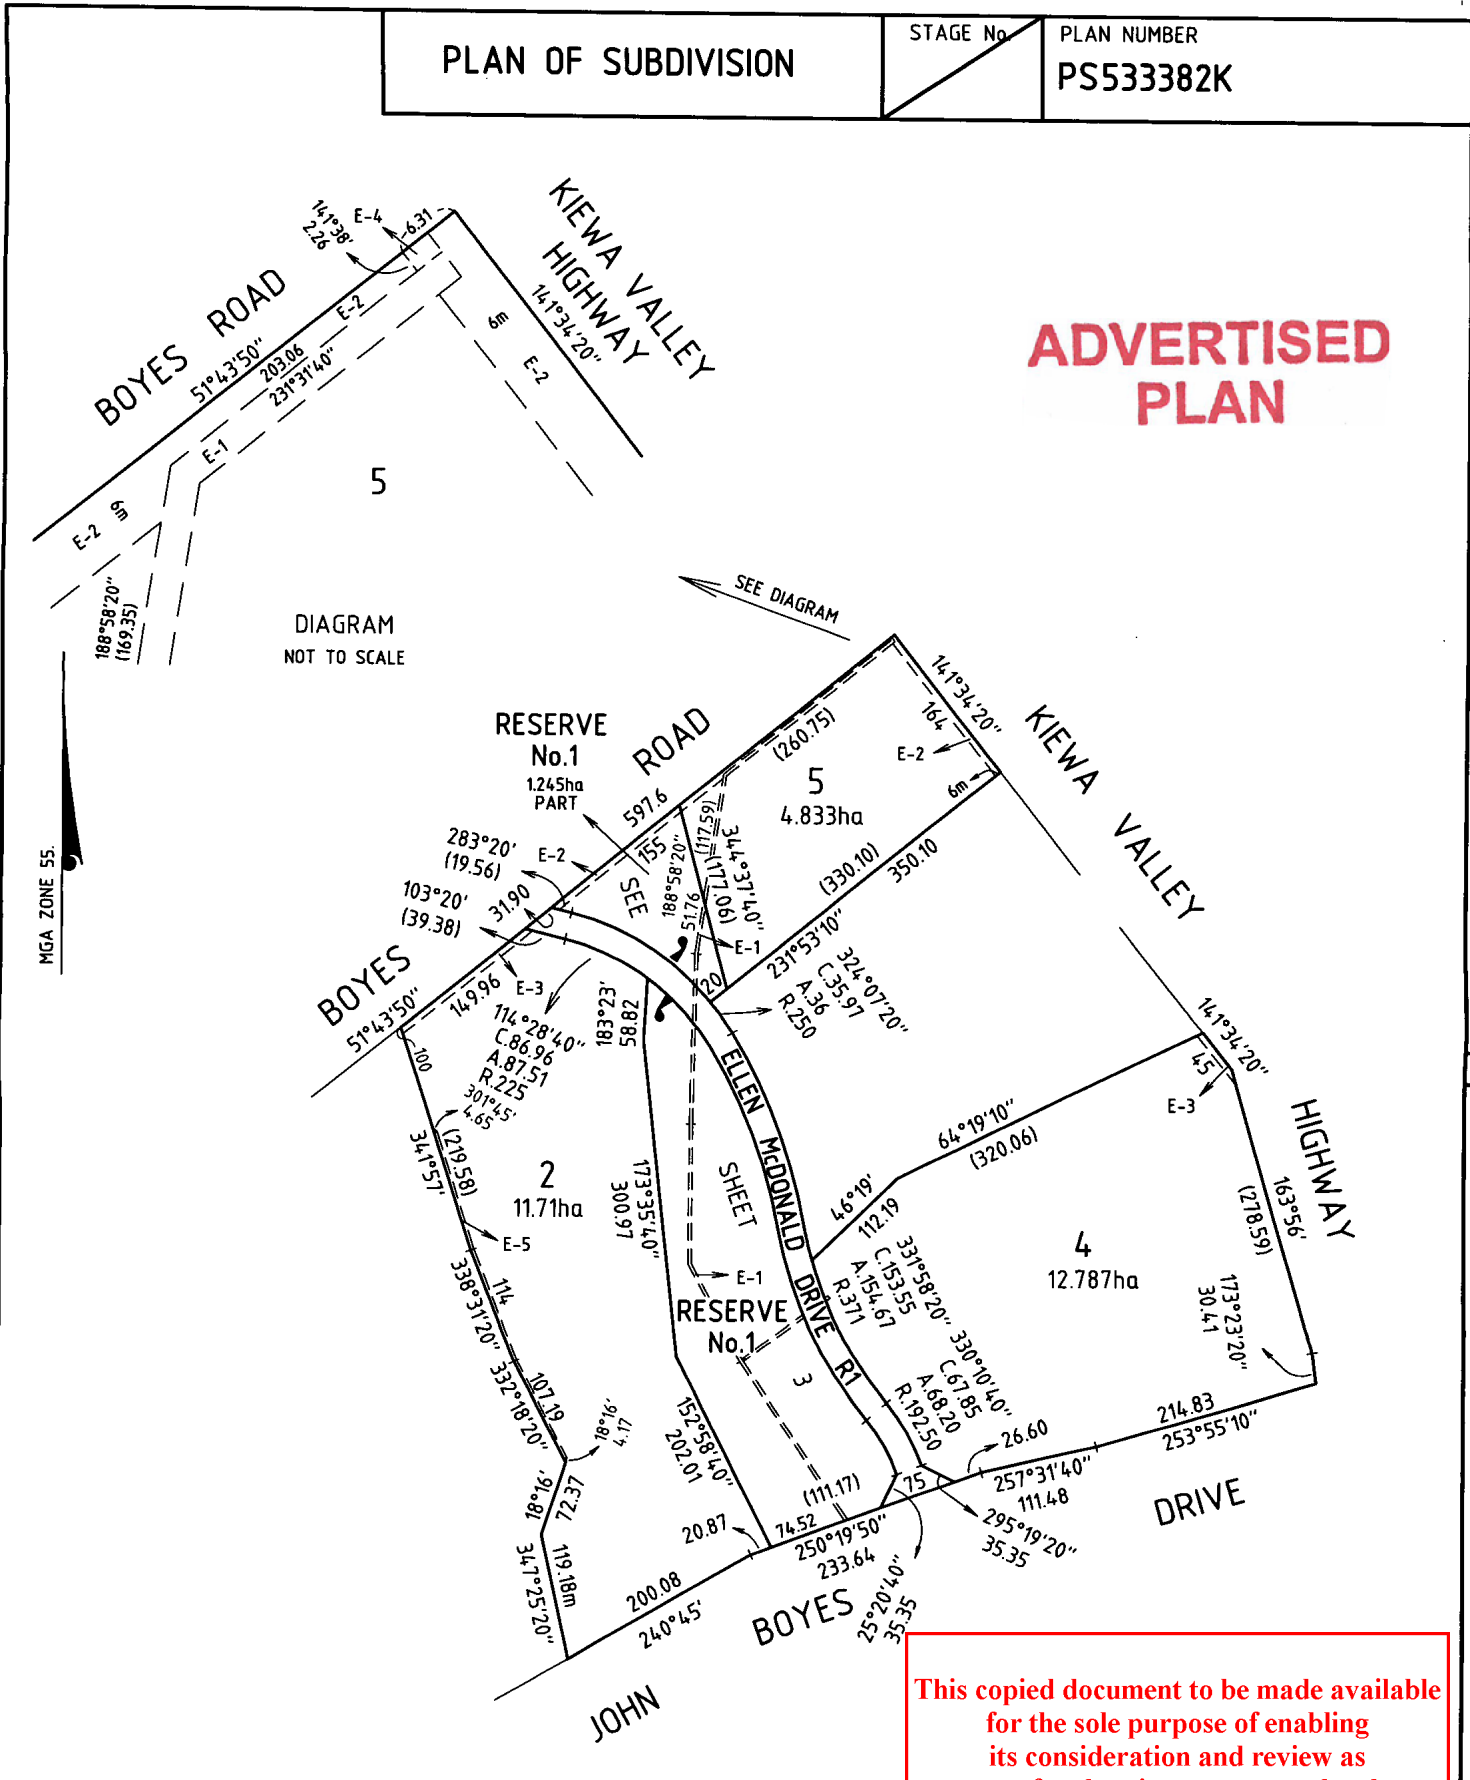 PLAN OF SUBDIVISION
STAGE No.
PLAN NUMBER
PS533382K
ADVERTISED
PLAN
KIEWA VALLEY
HIGHWAY
141°34'20"
141°38'
2.26
E-4
6.31
BOYES ROAD
51°43'50"
203.06
231°31'40"
E-2
6m
E-2
E-1
E-2
6m
5
188°58'20"
(169.35)
DIAGRAM
NOT TO SCALE
SEE DIAGRAM
MGA ZONE 55.
RESERVE
No.1
1.245ha
PART
ROAD
597.6
155
(260.75)
141°34'20"
164
E-2
6m
5
4.833ha
KIEWA VALLEY
283°20'
(19.56)
E-2
103°20'
(39.38)
31.90
SEE
188°58'20"
51.76
(117.59)
344°37'40"
(177.06)
E-1
(330.10)
350.10
231°53'10"
20
BOYES
51°43'50"
149.96
E-3
100
114°28'40"
C.86.96
A.87.51
R.225
301°45'
4.65
183°23'
58.82
324°07'20"
C.35.97
A.36
R.250
ELLEN McDONALD DRIVE R1
141°34'20"
45
E-3
HIGHWAY
64°19'10"
(320.06)
341°57'
(219.58)
2
11.71ha
173°35'40"
300.67
SHEET
46°19'
112.19
163°56'
(278.59)
4
12.787ha
E-5
E-1
RESERVE
No.1
3
331°58'20"
C.153.55
A.154.67
R.371
338°31'20"
114
173°23'20"
30.41
332°18'20"
107.19
18°16'
4.17
152°58'40"
202.01
330°10'40"
C.67.85
A.68.20
R.192.50
26.60
214.83
253°55'10"
257°31'40"
111.48
18°16'
72.37
(111.17)
75
295°19'20"
35.35
DRIVE
20.87
74.52
250°19'50"
233.64
25°20'40"
35.35
347°25'20"
119.18m
200.08
240°45'
BOYES
JOHN
This copied document to be made available
for the sole purpose of enabling
its consideration and review as